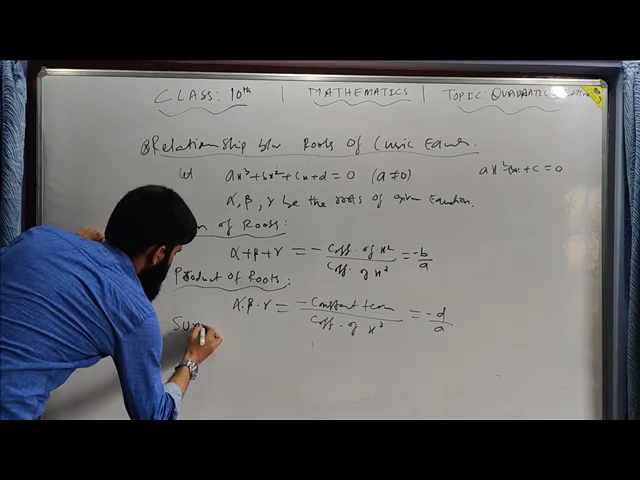 CLASS: 10th | MATHEMATICS | TOPIC: QUADRATIC
Relationship b/w Roots Of Cubic Equan.
let ax³+bx²+cx+d=0 (a≠0) ax²+bx+c=0
α, β, γ be the roots of given Equation.
of Roots:
α+β+γ = - Coff. of x² / Coff. of x³ = -b/a
Product of Roots:
α.β.γ = - Constant term / Coff. of x³ = -d/a
Sum